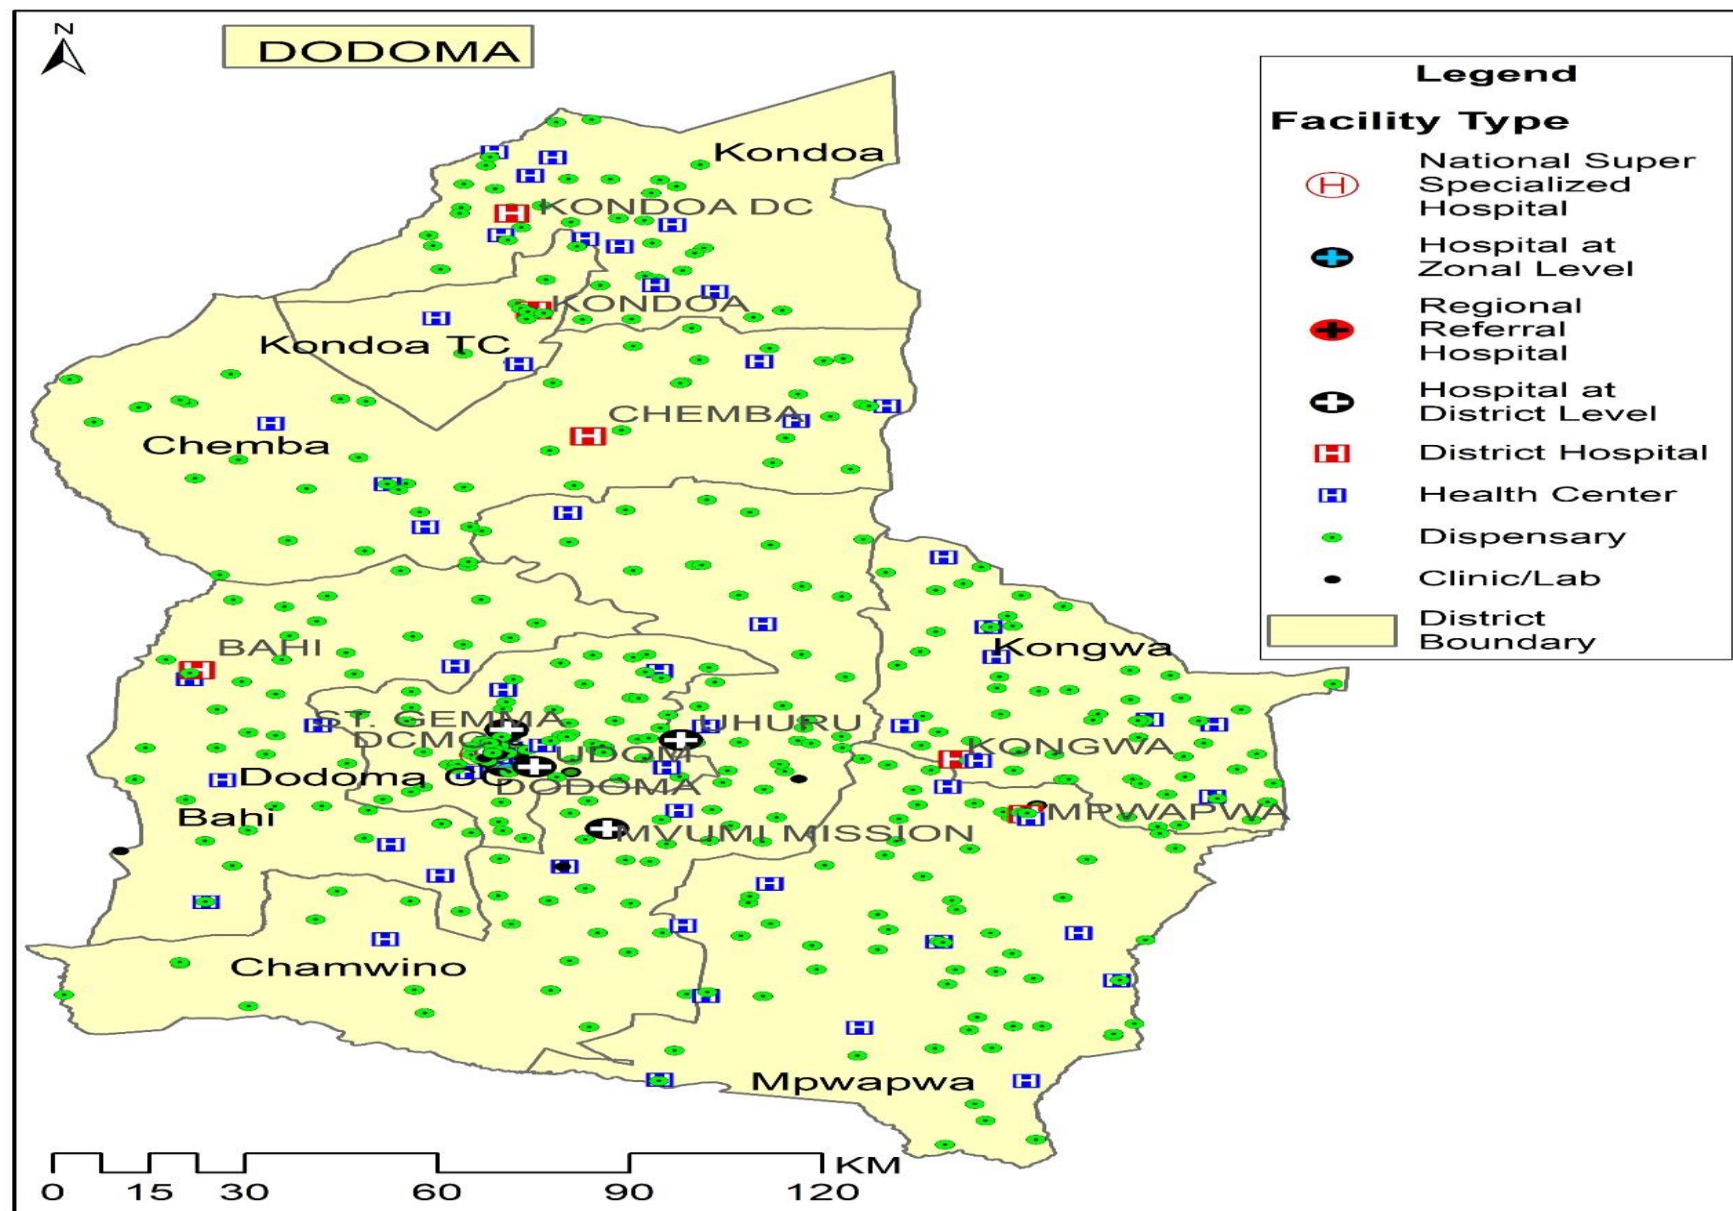 N
DODOMA
Legend
Facility Type
National Super
Specialized
Hospital
Hospital at
Zonal Level
Regional
Referral
Hospital
Hospital at
District Level
District Hospital
Health Center
Dispensary
Clinic/Lab
District
Boundary
Kondoa
KONDOA DC
KONDOA
Kondoa TC
CHEMBA
Chemba
BAHI
Kongwa
ST. GEMMA
UHURU
DCMC
KONGWA
UDOM
Dodoma CC
DODOMA
Bahi
MPWAPWA
MVUMI MISSION
Chamwino
Mpwapwa
KM
0 15 30 60 90 120